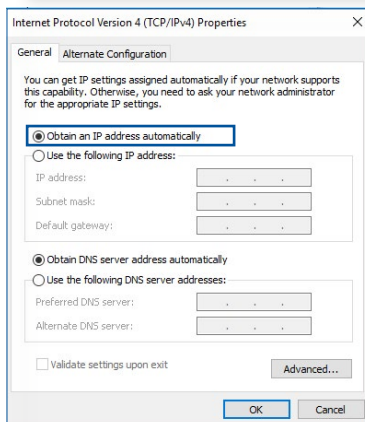 Internet Protocol Version 4 (TCP/IPv4) Properties
General
Alternate Configuration
You can get IP settings assigned automatically if your network supports
this capability. Otherwise, you need to ask your network administrator
for the appropriate IP settings.
Obtain an IP address automatically
Use the following IP address:
IP address:
Subnet mask:
Default gateway:
Obtain DNS server address automatically
Use the following DNS server addresses:
Preferred DNS server:
Alternate DNS server:
Validate settings upon exit
Advanced...
OK
Cancel